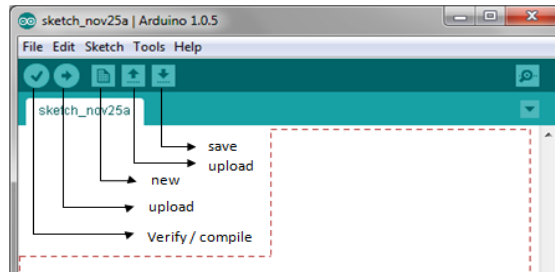 sketch_nov25a | Arduino 1.0.5
File Edit Sketch Tools Help
sketch_nov25a
save
upload
new
upload
Verify / compile